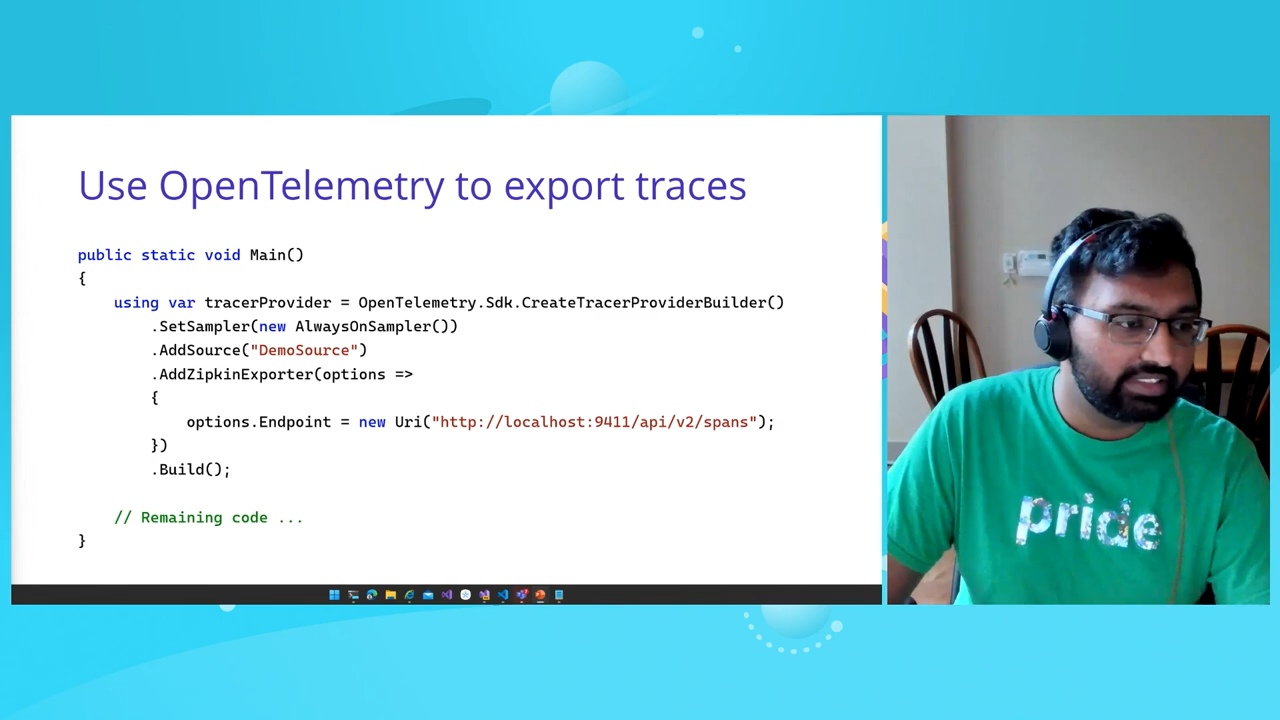 Use OpenTelemetry to export traces
public static void Main()
{
using var tracerProvider = OpenTelemetry.Sdk.CreateTracerProviderBuilder()
.SetSampler(new AlwaysOnSampler())
.AddSource("DemoSource")
.AddZipkinExporter(options =>
{
options.Endpoint = new Uri("http://localhost:9411/api/v2/spans");
})
.Build();
// Remaining code ...
}
pride